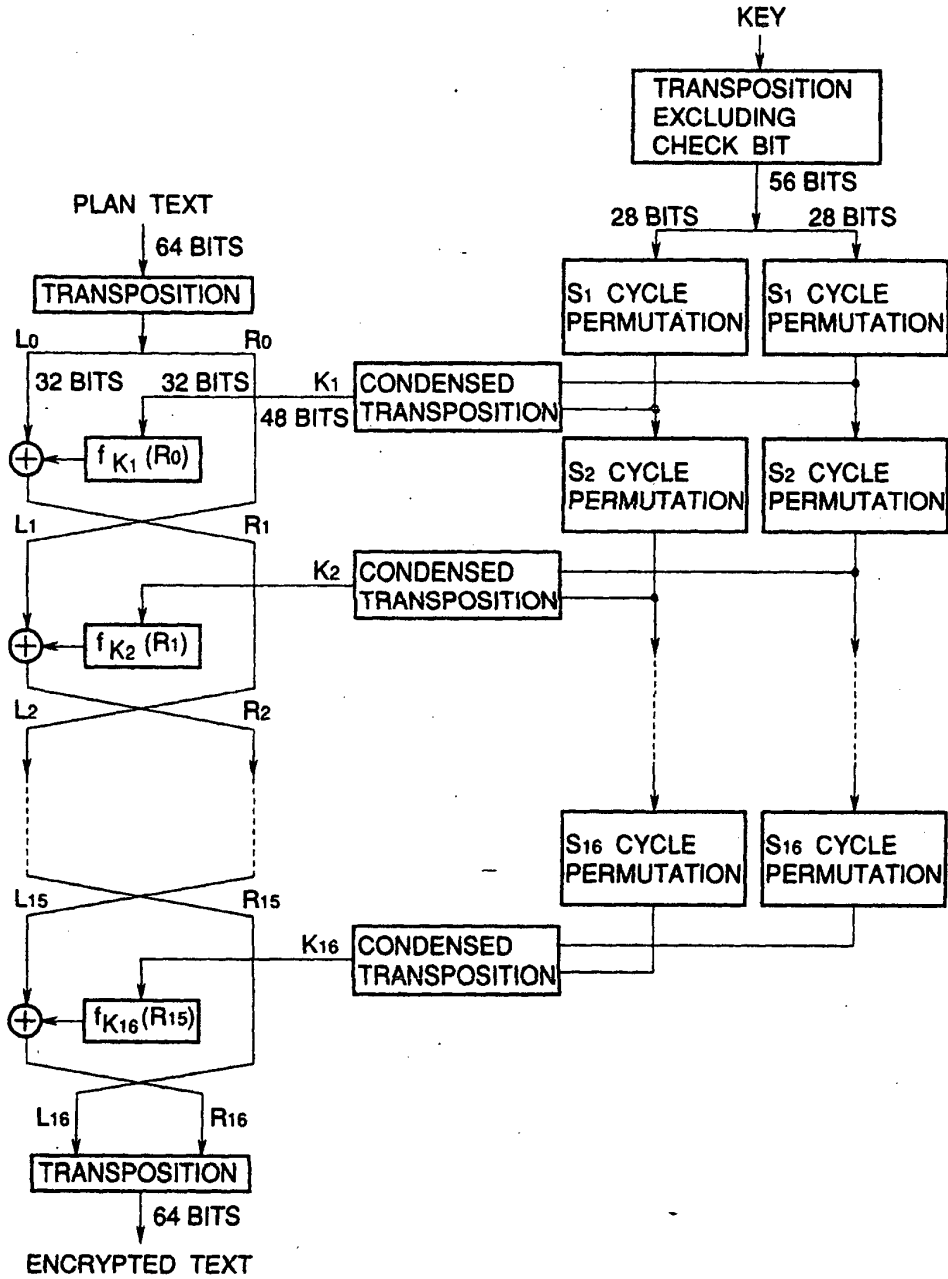 KEY
TRANSPOSITION
EXCLUDING
CHECK BIT
56 BITS
28 BITS 28 BITS
PLAN TEXT
64 BITS
TRANSPOSITION
S1 CYCLE
PERMUTATION
S1 CYCLE
PERMUTATION
L0 R0
32 BITS 32 BITS
K1
48 BITS
CONDENSED
TRANSPOSITION
fK1(R0)
S2 CYCLE
PERMUTATION
S2 CYCLE
PERMUTATION
L1 R1
K2
CONDENSED
TRANSPOSITION
fK2(R1)
L2 R2
S16 CYCLE
PERMUTATION
S16 CYCLE
PERMUTATION
L15 R15
K16
CONDENSED
TRANSPOSITION
fK16(R15)
L16 R16
TRANSPOSITION
64 BITS
ENCRYPTED TEXT